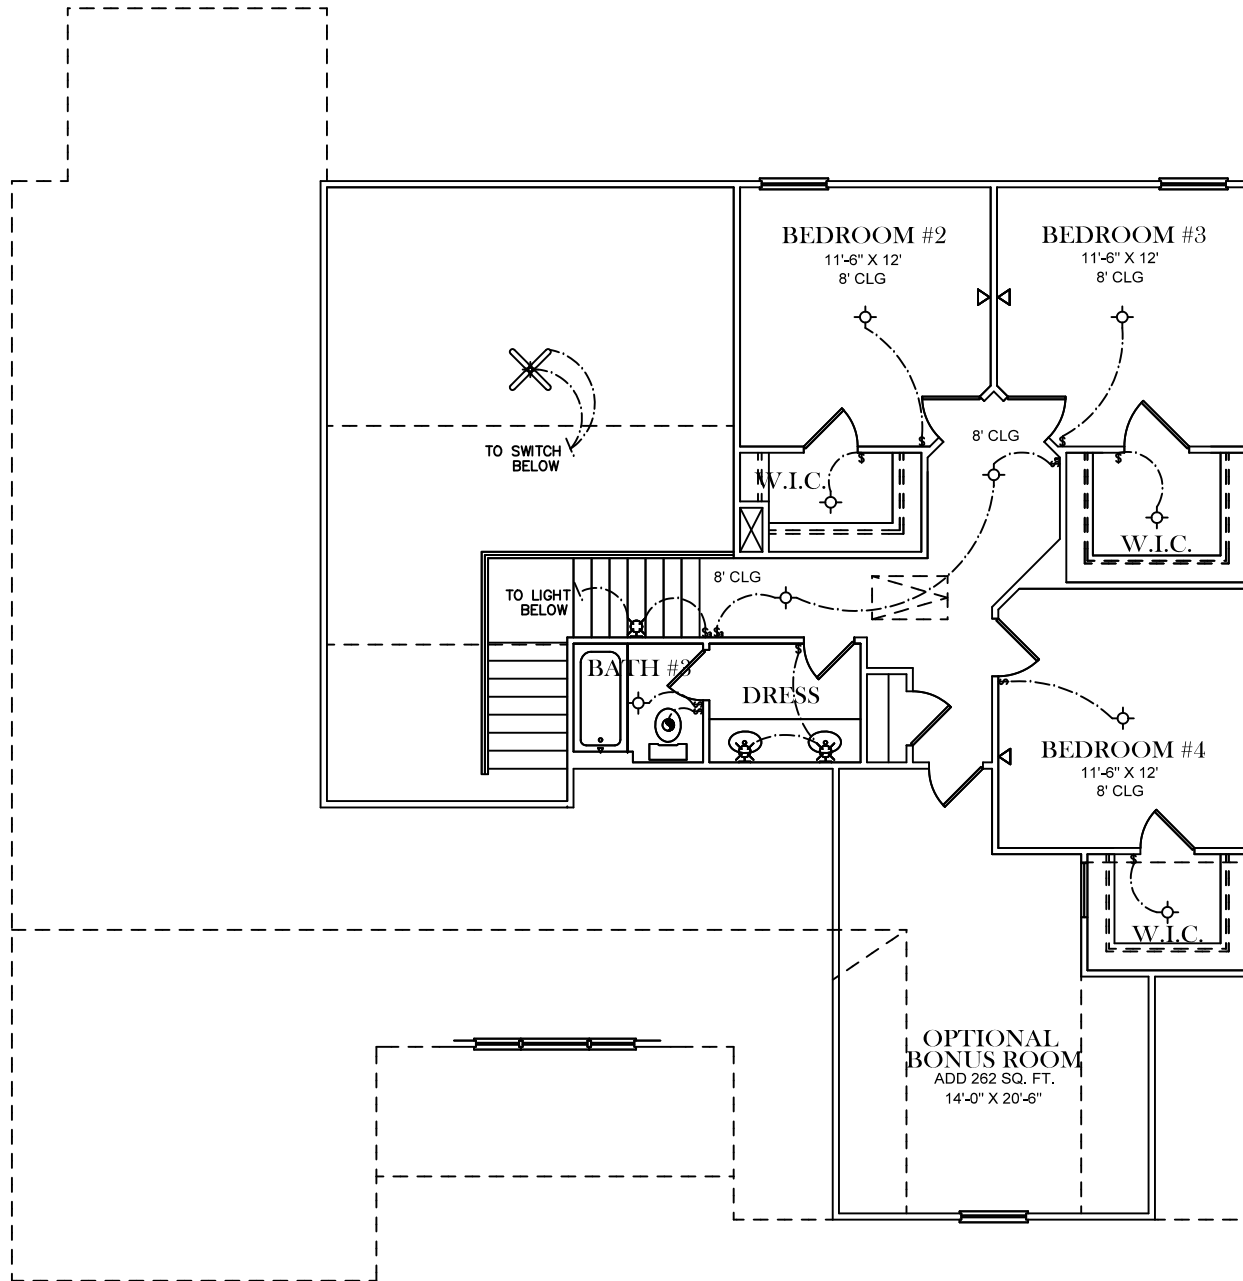 BEDROOM #2
11'-6" X 12'
8' CLG
BEDROOM #3
11'-6" X 12'
8' CLG
8' CLG
TO SWITCH
BELOW
W.I.C.
W.I.C.
8' CLG
TO LIGHT
BELOW
BATH #3
DRESS
BEDROOM #4
11'-6" X 12'
8' CLG
W.I.C.
OPTIONAL
BONUS ROOM
ADD 262 SQ. FT.
14'-0" X 20'-6"